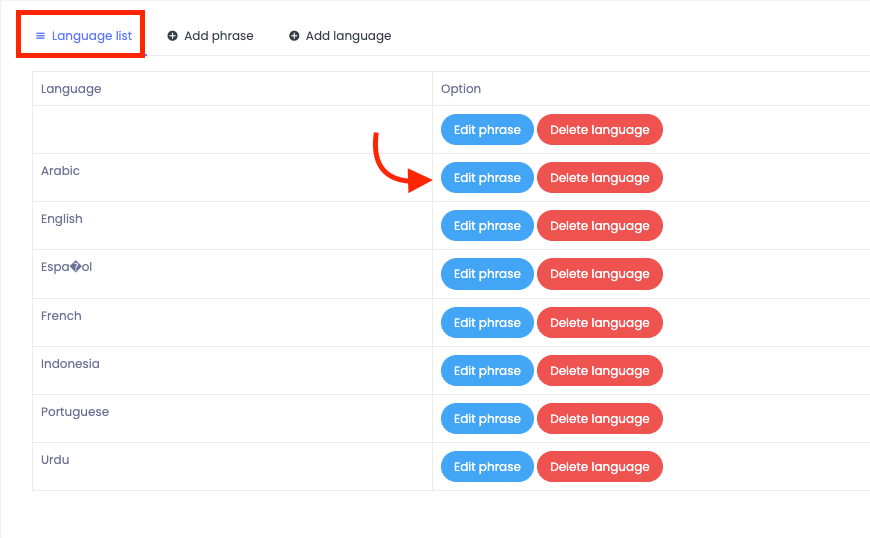 Language list Add phrase Add language
Language Option
Edit phrase Delete language
Arabic Edit phrase Delete language
English Edit phrase Delete language
Espa�ol Edit phrase Delete language
French Edit phrase Delete language
Indonesia Edit phrase Delete language
Portuguese Edit phrase Delete language
Urdu Edit phrase Delete language